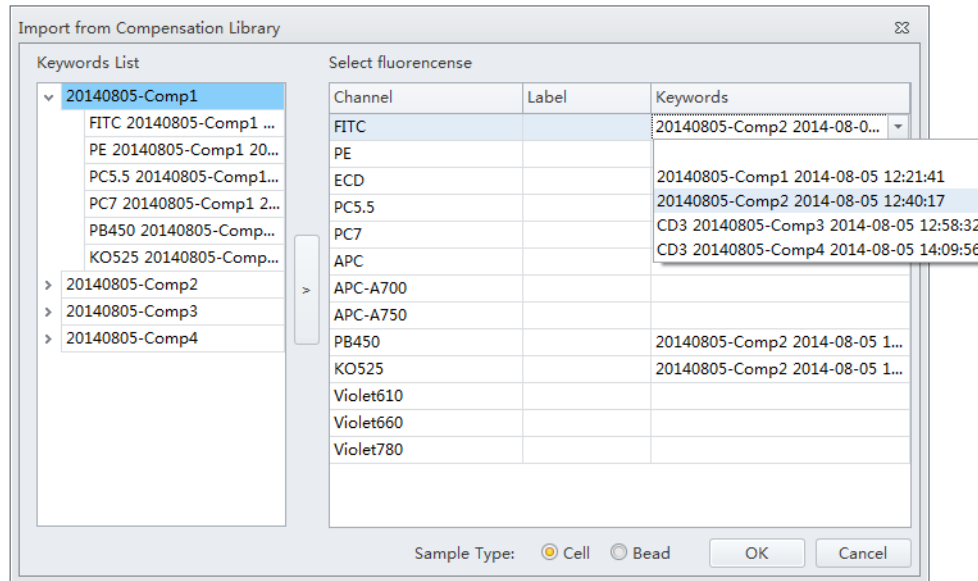 Import from Compensation Library
Keywords List
20140805-Comp1
FITC 20140805-Comp1 ...
PE 20140805-Comp1 20...
PC5.5 20140805-Comp1...
PC7 20140805-Comp1 2...
PB450 20140805-Comp...
KO525 20140805-Comp...
20140805-Comp2
20140805-Comp3
20140805-Comp4
>
Select fluorencense
Channel Label Keywords
FITC 20140805-Comp2 2014-08-0...
20140805-Comp1 2014-08-05 12:21:41
20140805-Comp2 2014-08-05 12:40:17
CD3 20140805-Comp3 2014-08-05 12:58:32
CD3 20140805-Comp4 2014-08-05 14:09:56
PE
ECD
PC5.5
PC7
APC
APC-A700
APC-A750
PB450 20140805-Comp2 2014-08-05 1...
KO525 20140805-Comp2 2014-08-05 1...
Violet610
Violet660
Violet780
Sample Type: Cell Bead OK Cancel